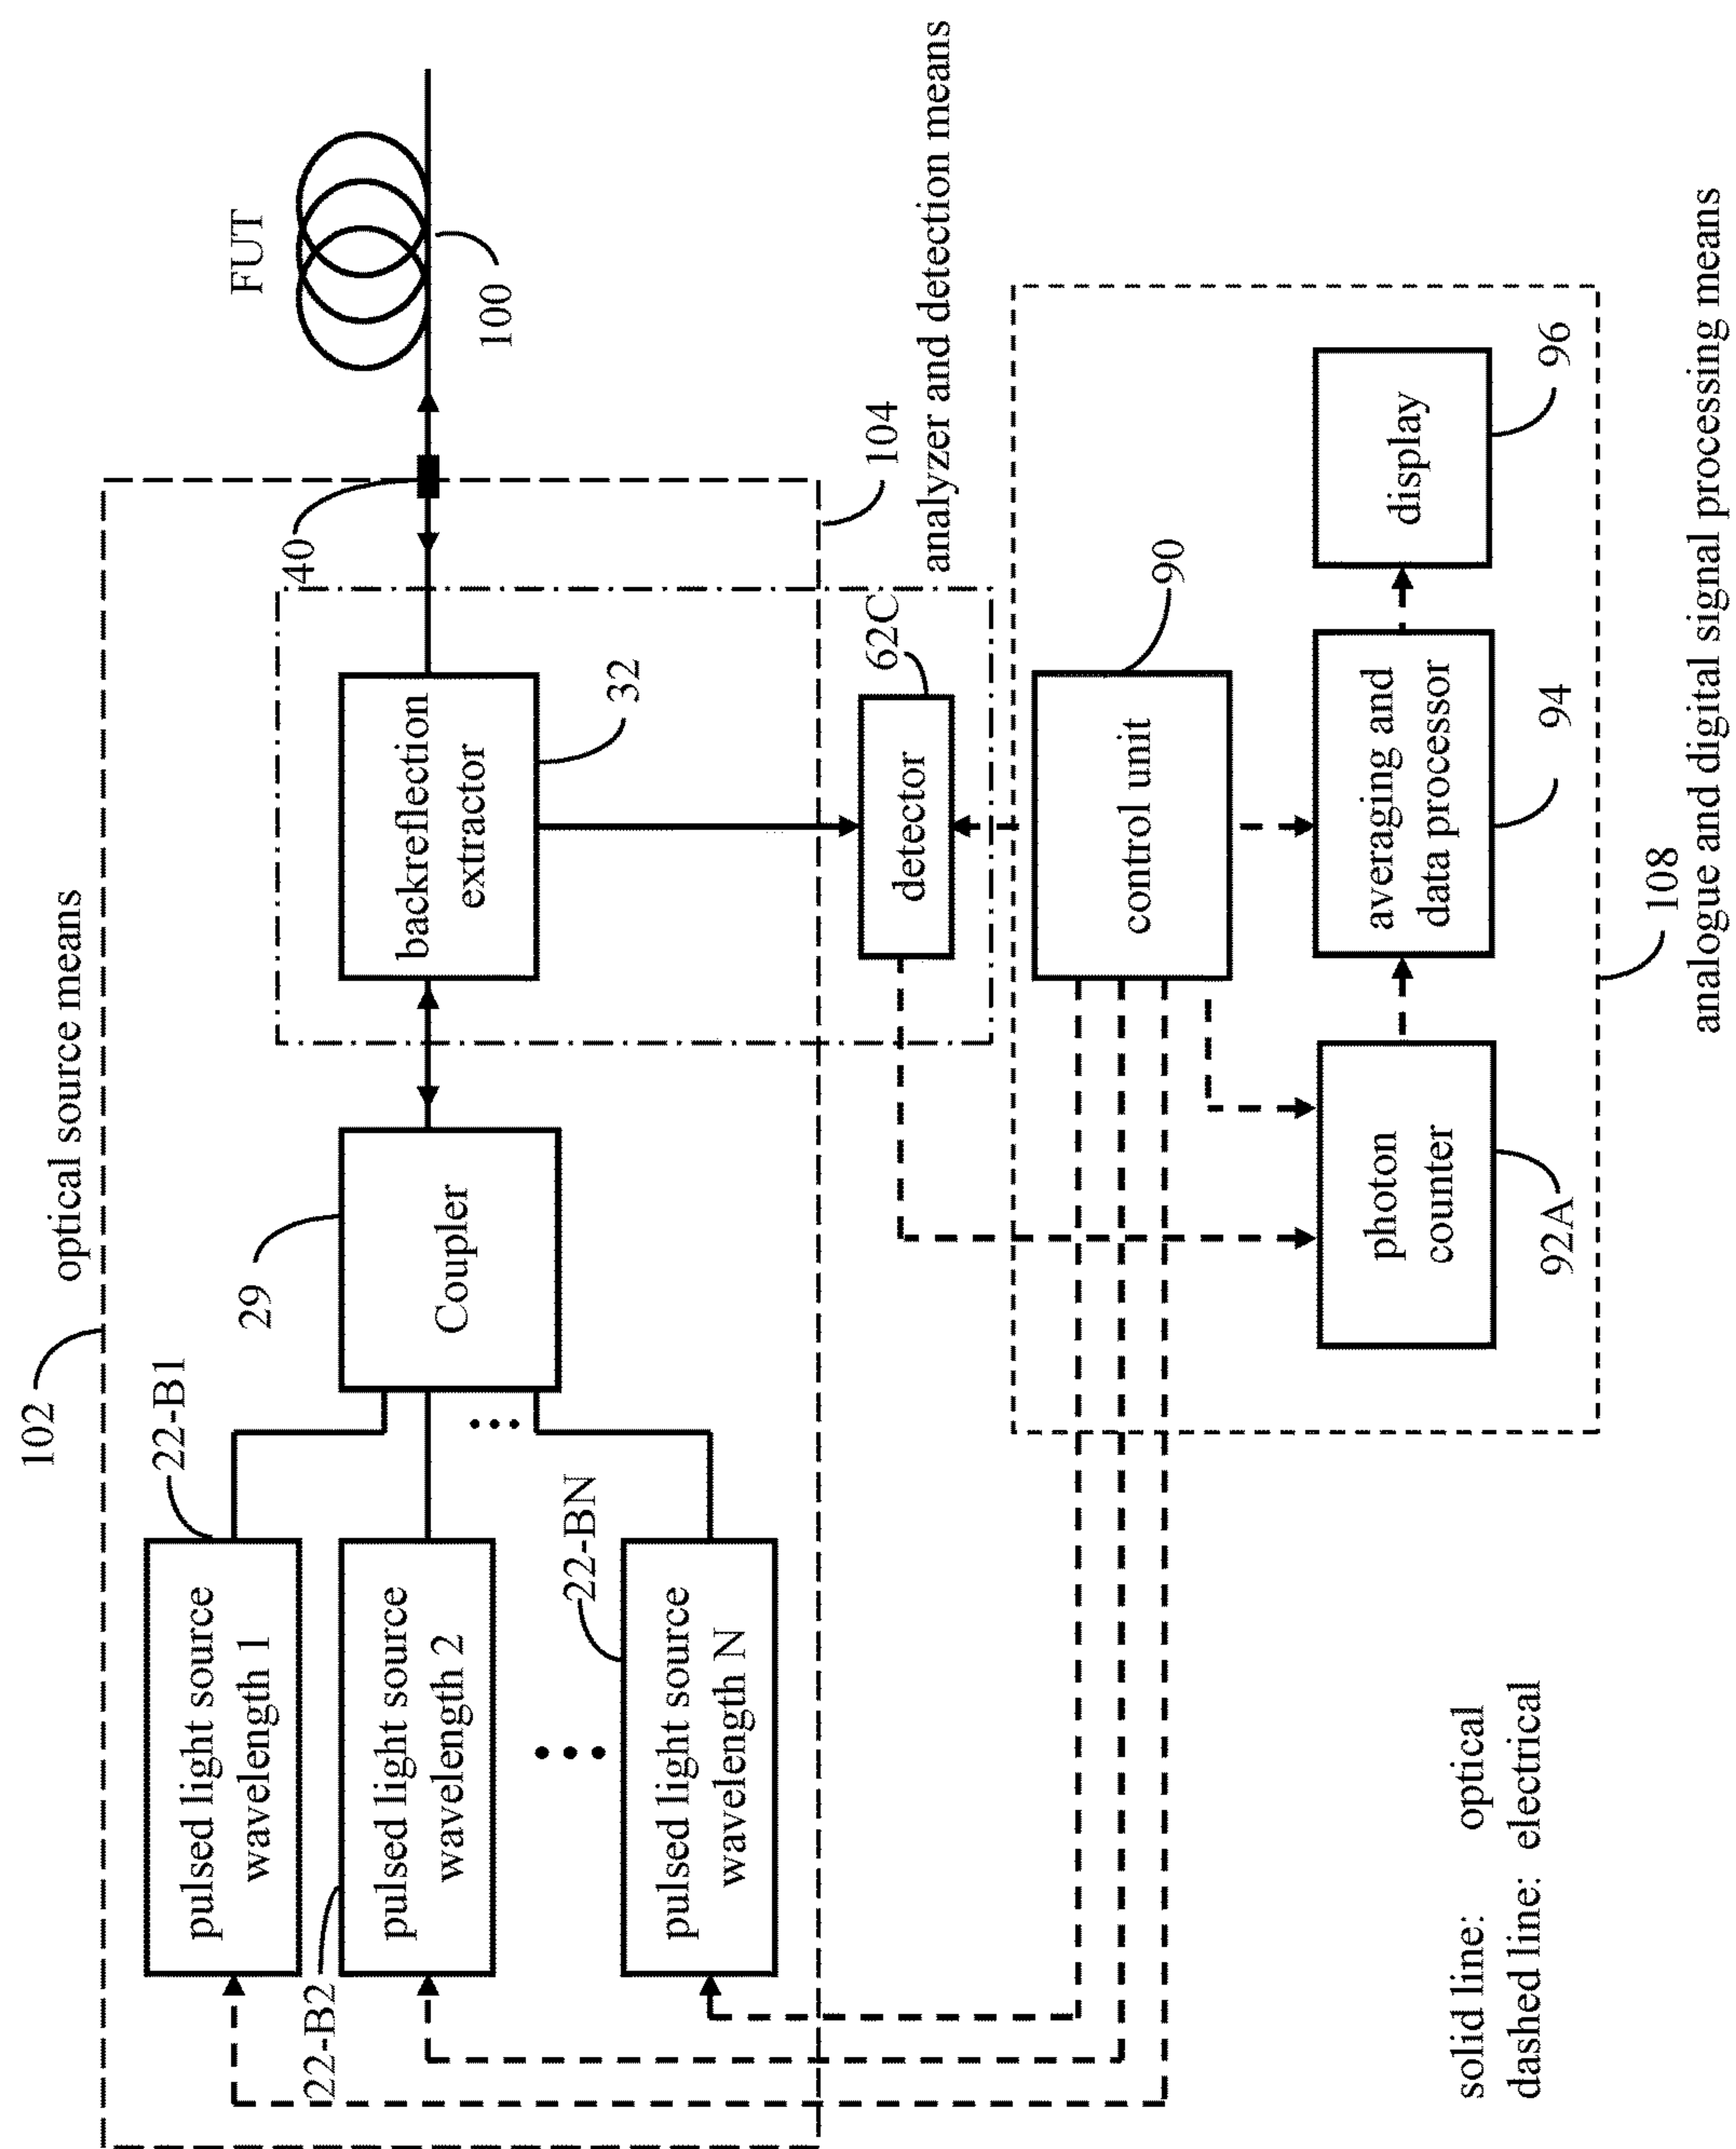 optical source means
102
22-B1
pulsed light source
wavelength 1
22-B2
pulsed light source
wavelength 2
22-BN
pulsed light source
wavelength N
29
Coupler
backreflection
extractor
32
40
FUT
100
104
analyzer and detection means
62C
detector
90
control unit
photon
counter
92A
averaging and
data processor
94
display
96
108
analogue and digital signal processing means
solid line: optical
dashed line: electrical